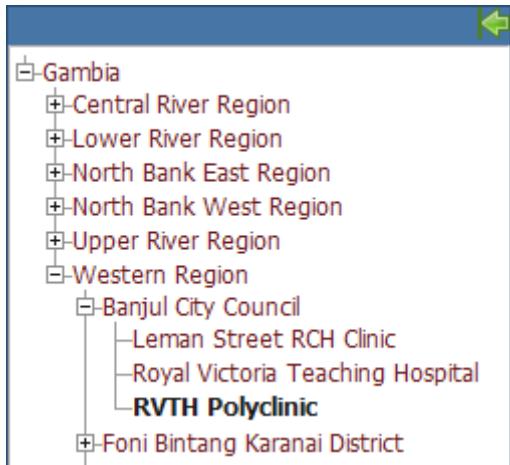 Gambia
Central River Region
Lower River Region
North Bank East Region
North Bank West Region
Upper River Region
Western Region
Banjul City Council
Leman Street RCH Clinic
Royal Victoria Teaching Hospital
RVTH Polyclinic
Foni Bintang Karanai District